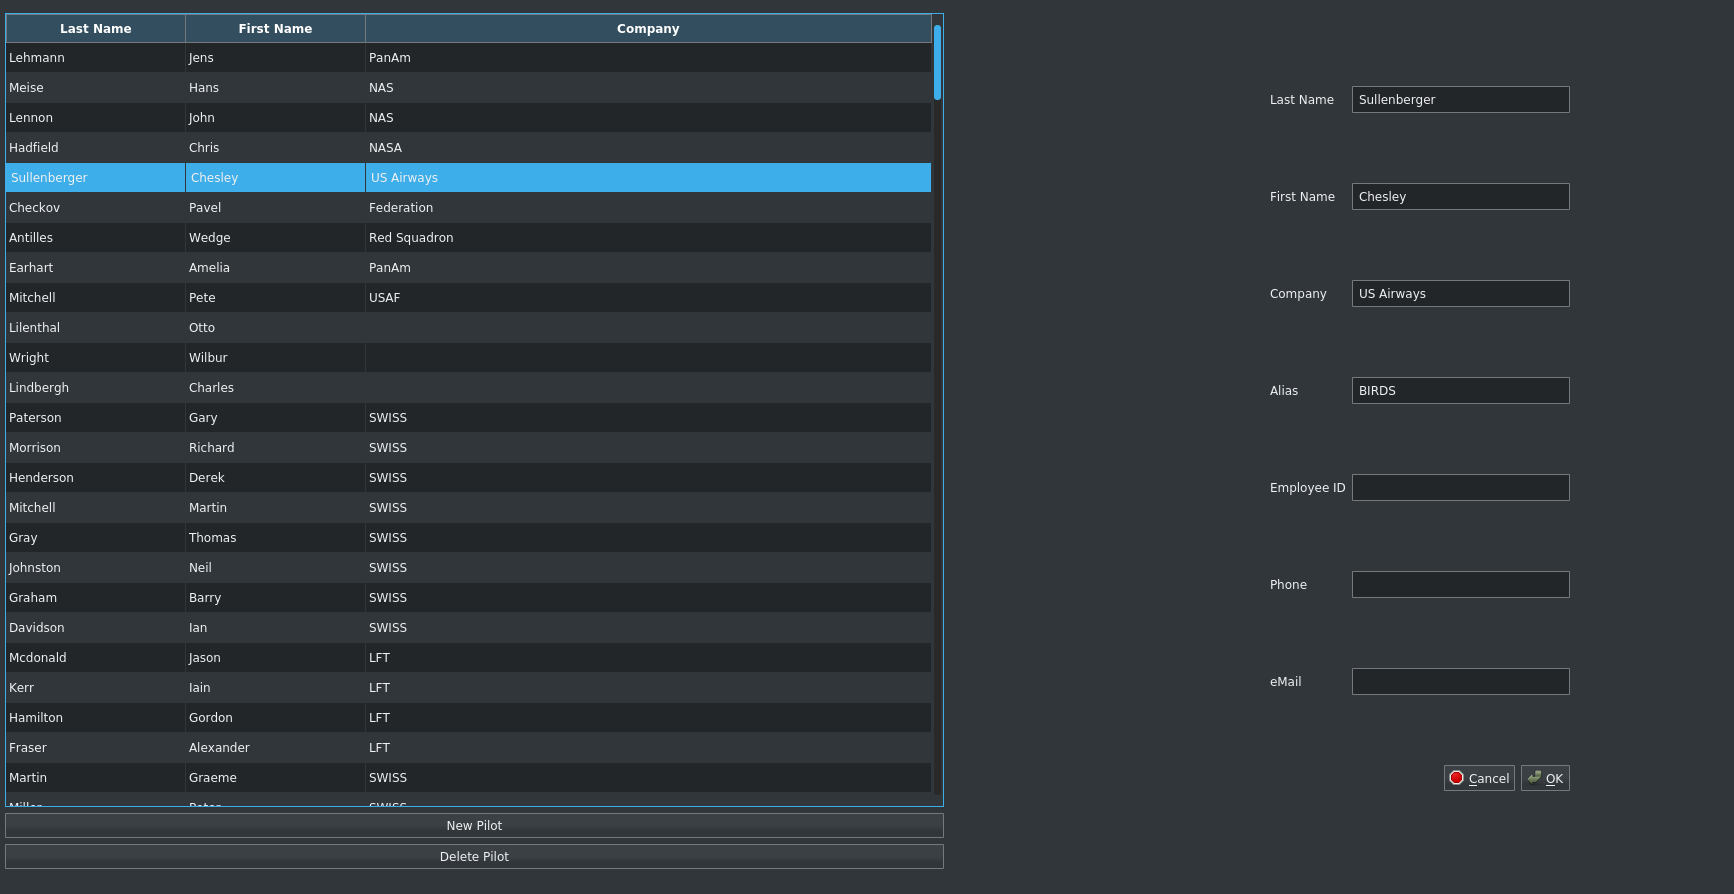 Last Name First Name Company
Lehmann Jens PanAm
Meise Hans NAS
Lennon John NAS
Hadfield Chris NASA
Sullenberger Chesley US Airways
Checkov Pavel Federation
Antilles Wedge Red Squadron
Earhart Amelia PanAm
Mitchell Pete USAF
Lilenthal Otto
Wright Wilbur
Lindbergh Charles
Paterson Gary SWISS
Morrison Richard SWISS
Henderson Derek SWISS
Mitchell Martin SWISS
Gray Thomas SWISS
Johnston Neil SWISS
Graham Barry SWISS
Davidson Ian SWISS
Mcdonald Jason LFT
Kerr Iain LFT
Hamilton Gordon LFT
Fraser Alexander LFT
Martin Graeme SWISS
Miller Peter SWISS
New Pilot
Delete Pilot
Last Name Sullenberger
First Name Chesley
Company US Airways
Alias BIRDS
Employee ID
Phone
eMail
Cancel OK